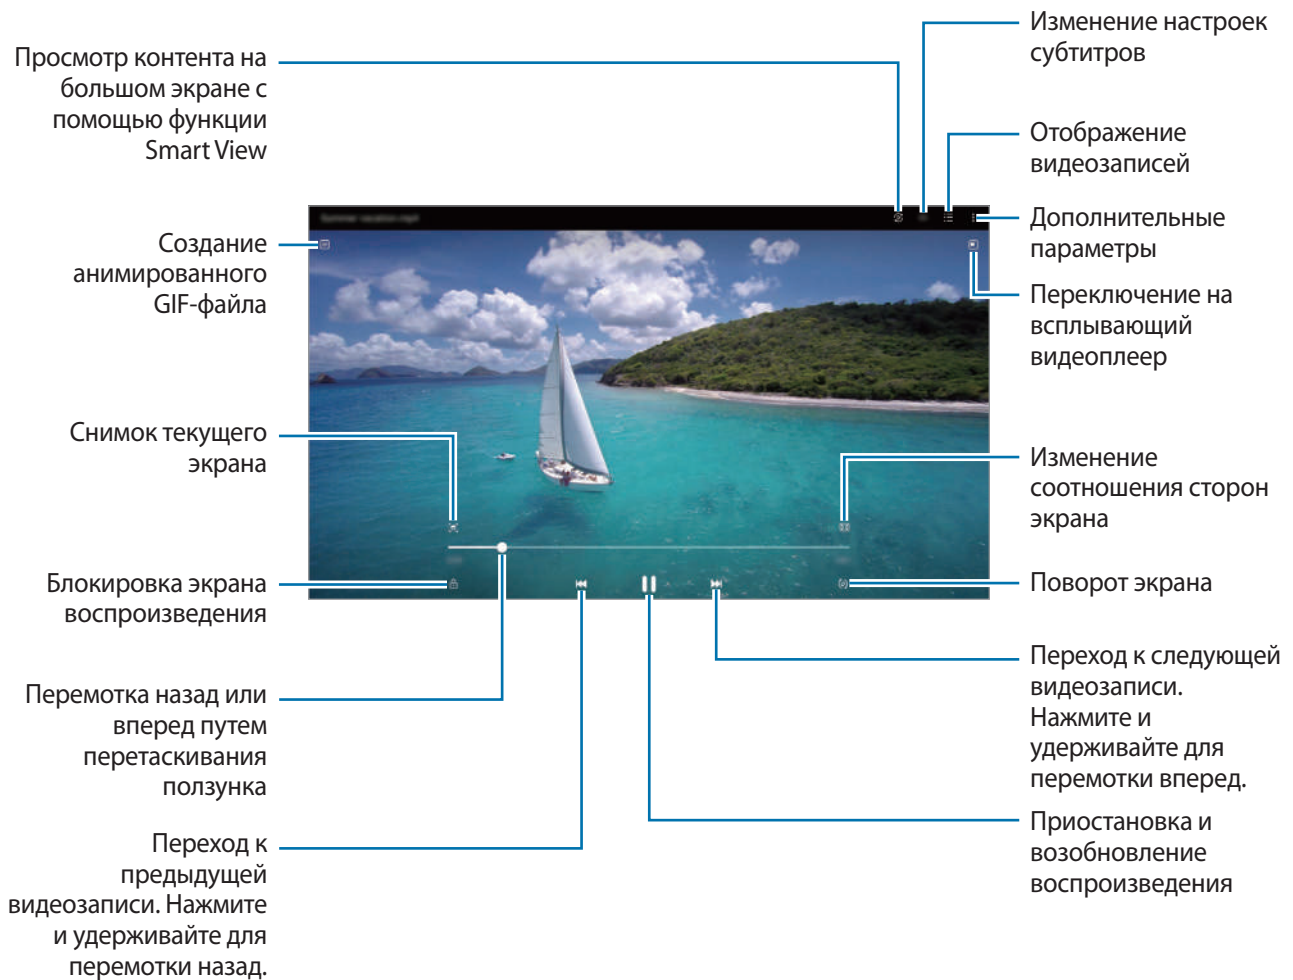 Просмотр контента на
большом экране с
помощью функции
Smart View
Создание
анимированного
GIF-файла
Снимок текущего
экрана
Блокировка экрана
воспроизведения
Перемотка назад или
вперед путем
перетаскивания
ползунка
Переход к
предыдущей
видеозаписи. Нажмите
и удерживайте для
перемотки назад.
Summer vacation.mp4
Изменение настроек
субтитров
Отображение
видеозаписей
Дополнительные
параметры
Переключение на
всплывающий
видеоплеер
Изменение
соотношения сторон
экрана
Поворот экрана
Переход к следующей
видеозаписи.
Нажмите и
удерживайте для
перемотки вперед.
Приостановка и
возобновление
воспроизведения